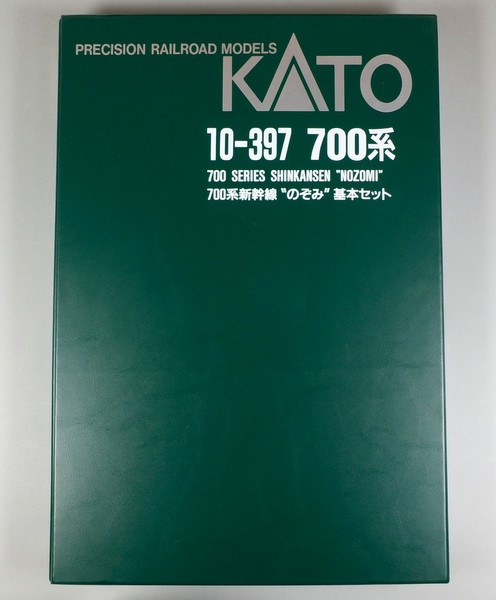 PRECISION RAILROAD MODELS
KATO
10-397 700系
700 SERIES SHINKANSEN "NOZOMI"
700系新幹線 “のぞみ” 基本セット